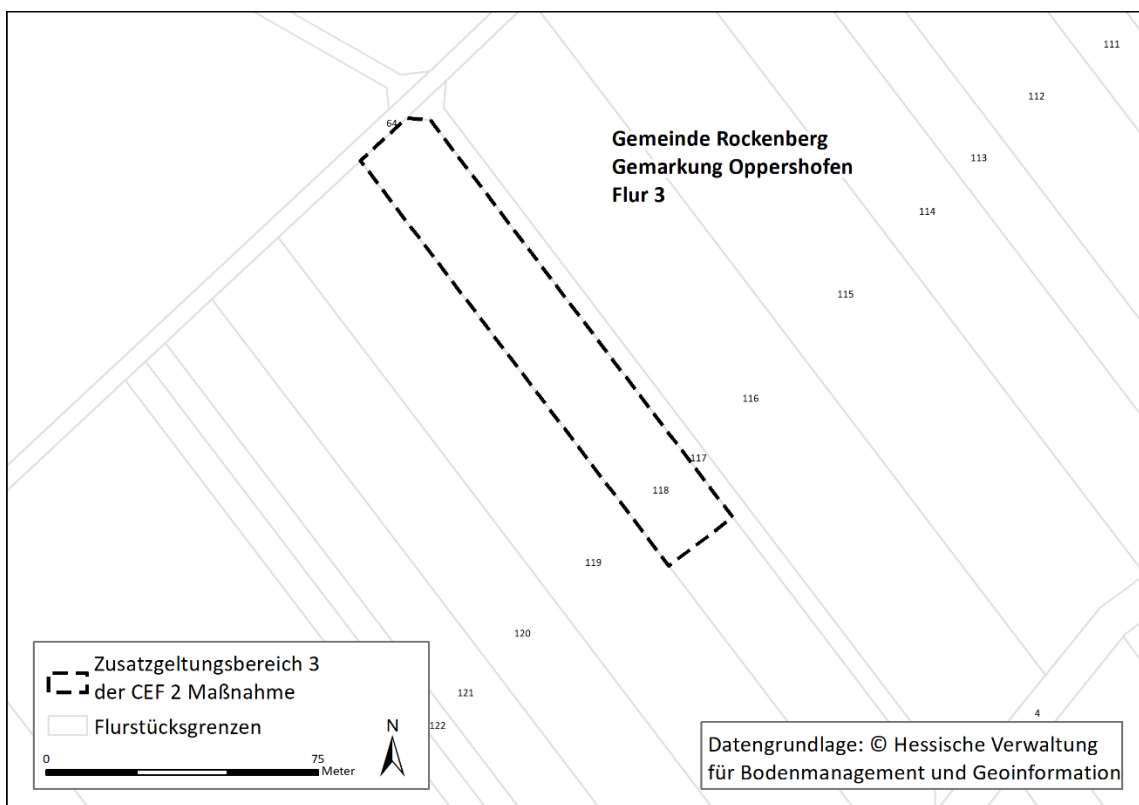 111
112
64
Gemeinde Rockenberg
Gemarkung Oppershofen
Flur 3
113
114
115
116
117
118
119
120
121
122
4
Zusatzgeltungsbereich 3
der CEF 2 Maßnahme
Flurstücksgrenzen
N
0 75
Meter
Datengrundlage: © Hessische Verwaltung
für Bodenmanagement und Geoinformation